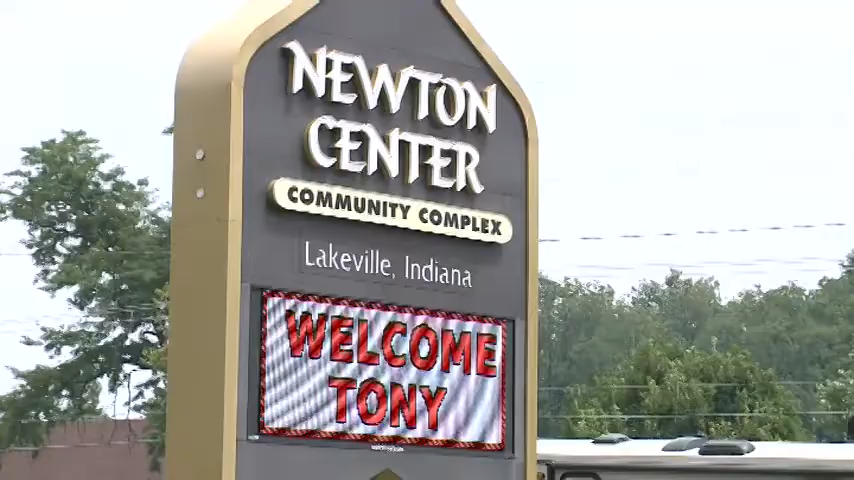 NEWTON
CENTER
COMMUNITY COMPLEX
Lakeville, Indiana
WELCOME
TONY